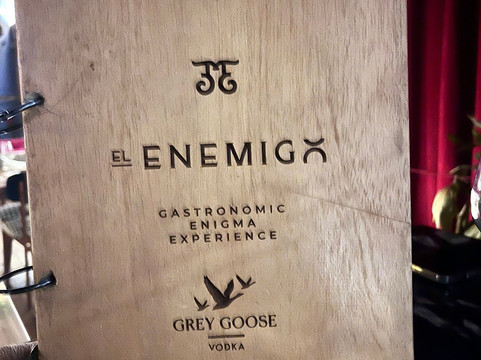 EL ENEMIGO
GASTRONOMIC
ENIGMA
EXPERIENCE
GREY GOOSE
VODKA